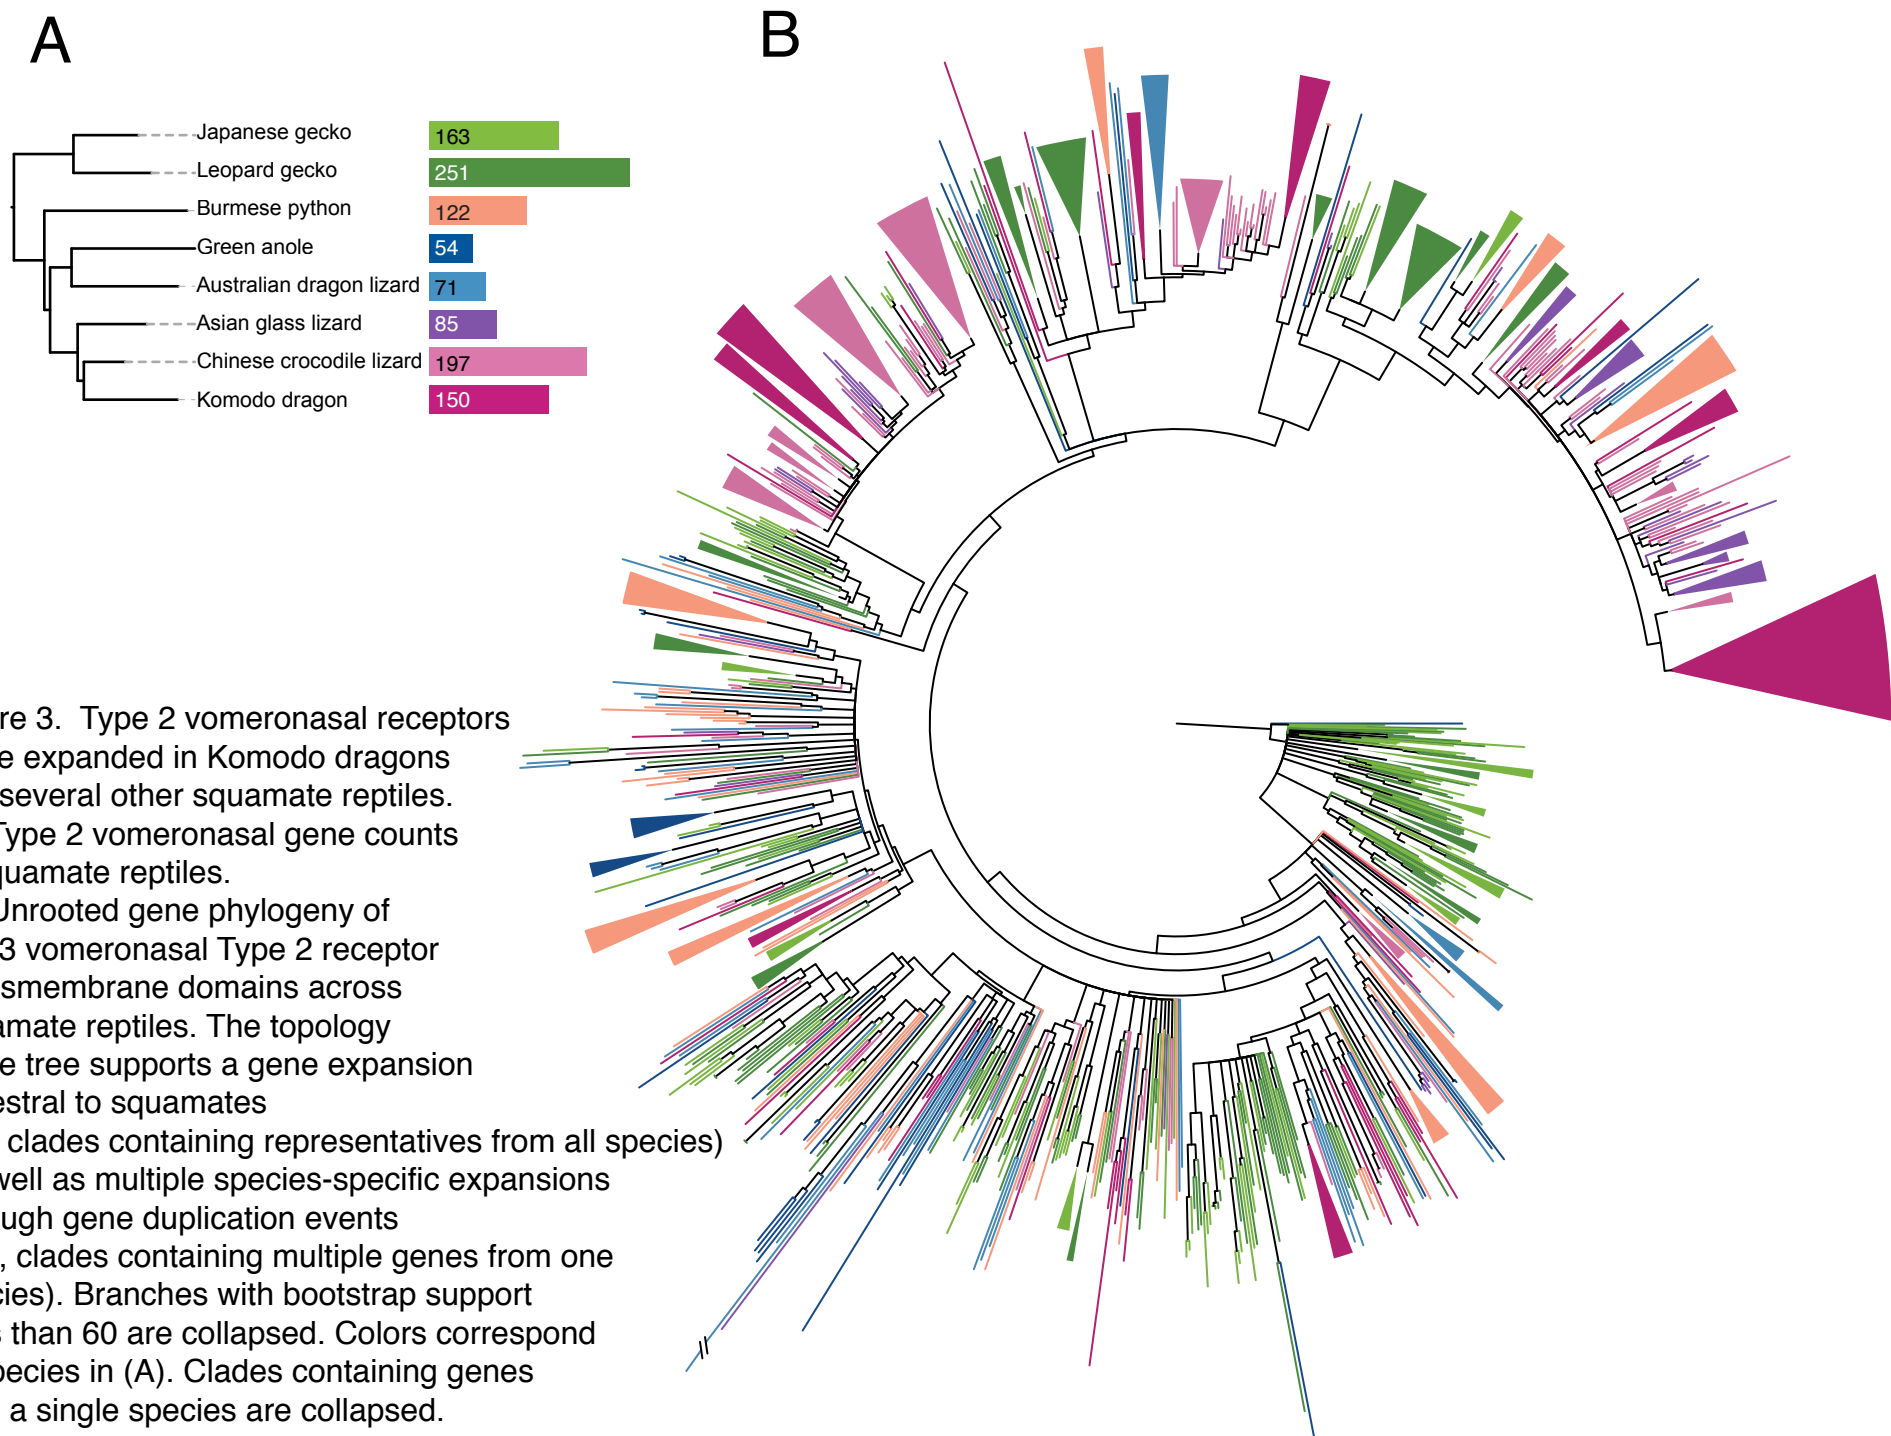 A
B
Japanese gecko 163
Leopard gecko 251
Burmese python 122
Green anole 54
Australian dragon lizard 71
Asian glass lizard 85
Chinese crocodile lizard 197
Komodo dragon 150
re 3. Type 2 vomeronasal receptors
e expanded in Komodo dragons
several other squamate reptiles.
Type 2 vomeronasal gene counts
quamate reptiles.
Unrooted gene phylogeny of
3 vomeronasal Type 2 receptor
smembrane domains across
amate reptiles. The topology
e tree supports a gene expansion
estral to squamates
clades containing representatives from all species)
well as multiple species-specific expansions
ugh gene duplication events
, clades containing multiple genes from one
cies). Branches with bootstrap support
s than 60 are collapsed. Colors correspond
pecies in (A). Clades containing genes
a single species are collapsed.